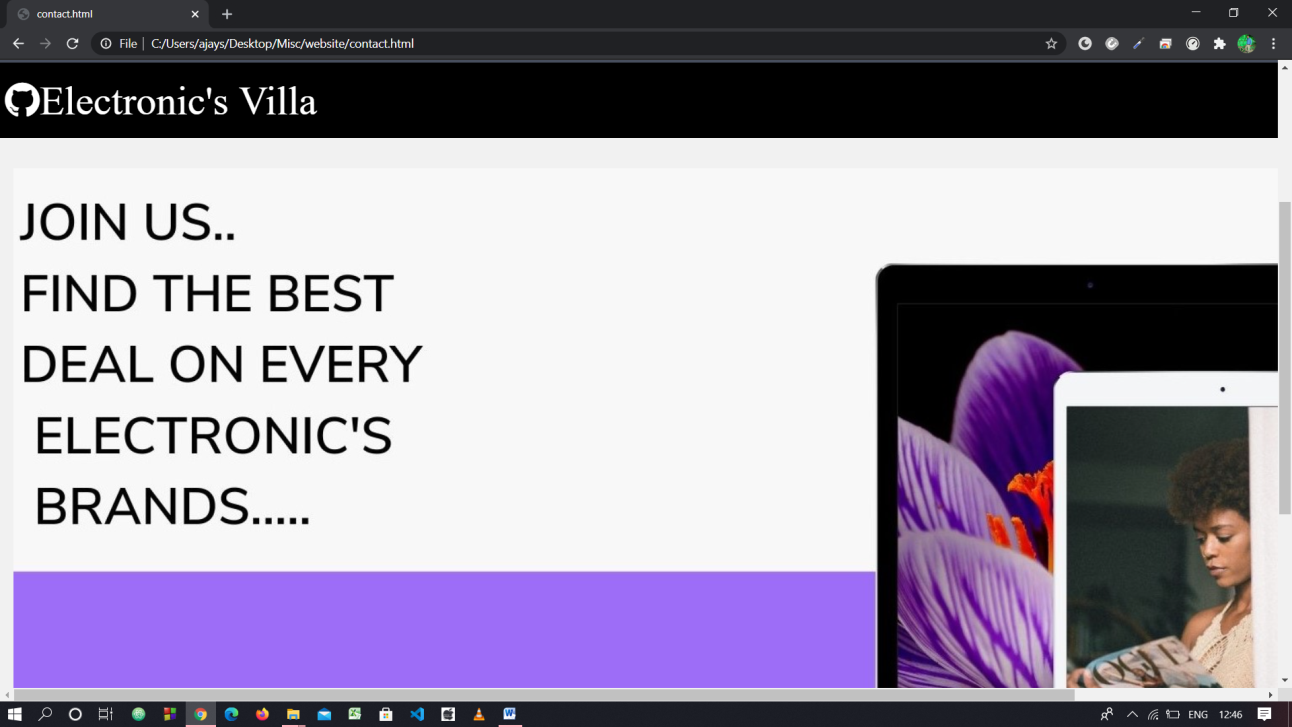 contact.html
File
C:/Users/ajays/Desktop/Misc/website/contact.html
Electronic's Villa
JOIN US..
FIND THE BEST
DEAL ON EVERY
ELECTRONIC'S
BRANDS.....
VOGUE
ENG
12:46